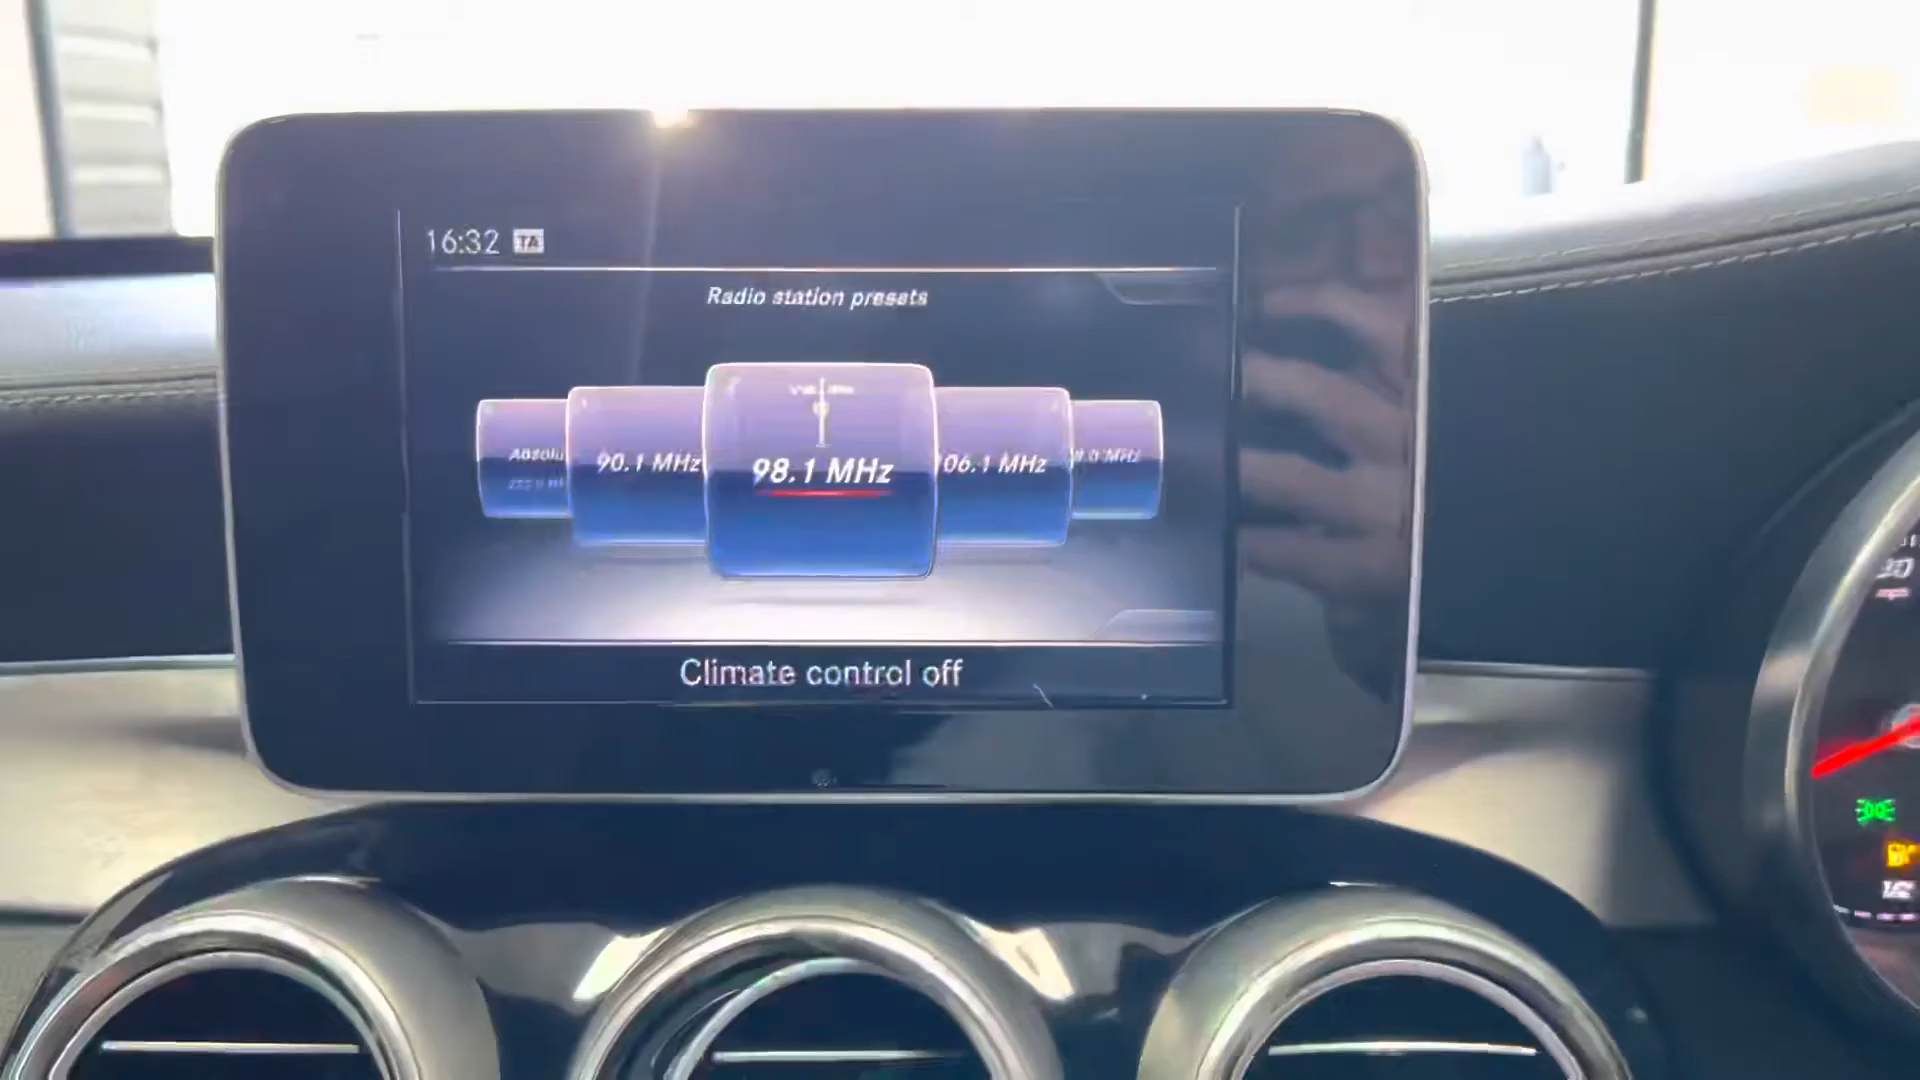 16:32 TA
Radio station presets
90.1 MHz 98.1 MHz 106.1 MHz
Climate control off